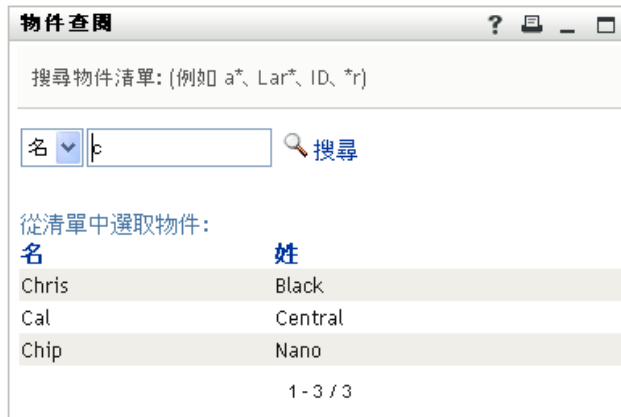 物件查閱 ?
搜尋物件清單: (例如 a*、Lar*、ID、*r)
名 c 搜尋
從清單中選取物件:
名 姓
Chris Black
Cal Central
Chip Nano
1 - 3 / 3